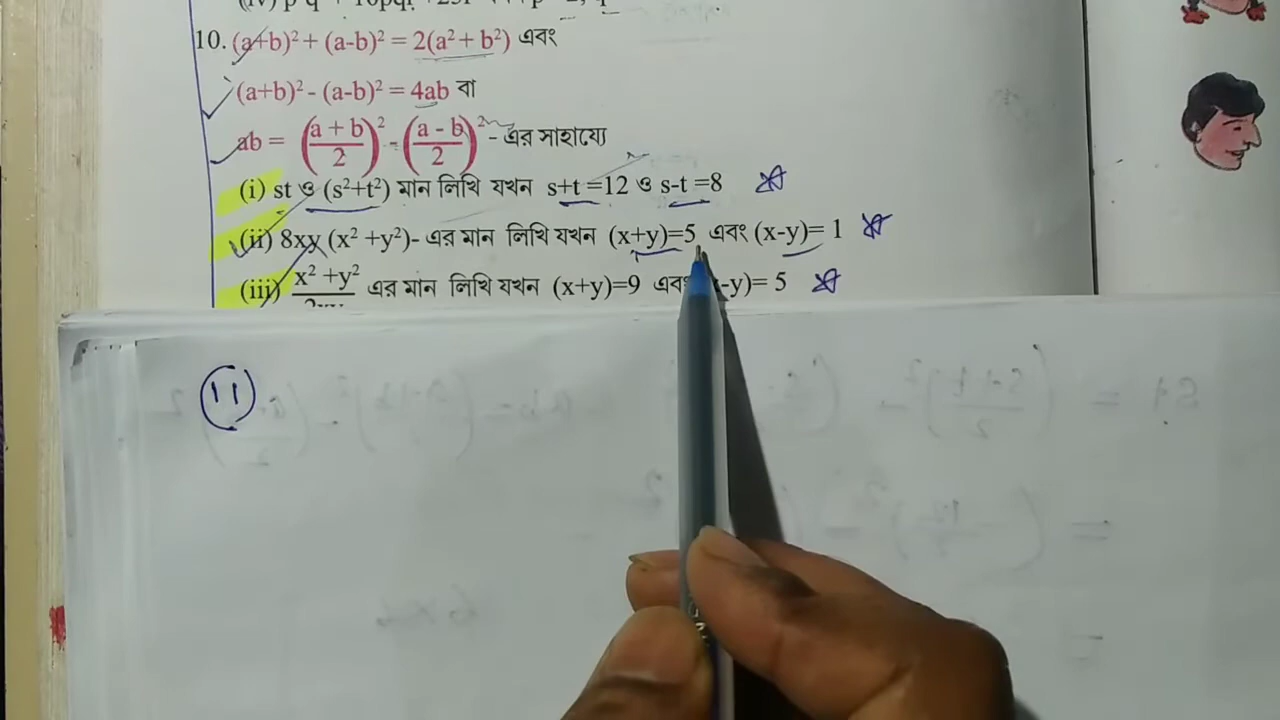 10. (a+b)² + (a-b)² = 2(a² + b²) এবং
(a+b)² - (a-b)² = 4ab বা
ab = ((a + b)/2)² - ((a - b)/2)² - এর সাহায্যে
(i) st ও (s²+t²) মান লিখি যখন s+t =12 ও s-t =8
(ii) 8xy (x² +y²)- এর মান লিখি যখন (x+y)=5 এবং (x-y)= 1
(iii) x² +y² এর মান লিখি যখন (x+y)=9 -y)= 5
11